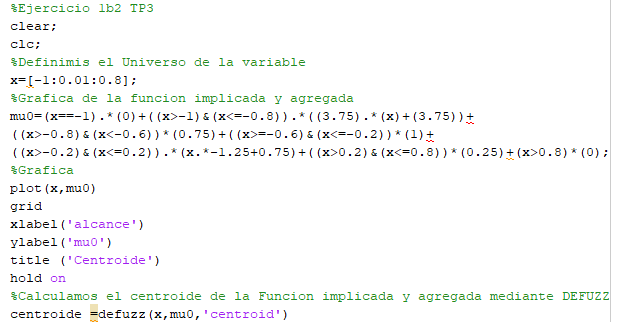 %Ejercicio 1b2 TP3
clear;
clc;
%Definimis el Universo de la variable
x=[-1:0.01:0.8];
%Grafica de la funcion implicada y agregada
mu0=(x==-1).*(0)+((x>-1)&(x<=-0.8)).*((3.75).*(x)+(3.75))+
((x>-0.8)&(x<-0.6))*(0.75)+((x>=-0.6)&(x<=-0.2))*(1)+
((x>-0.2)&(x<=0.2)).*(x.*-1.25+0.75)+((x>0.2)&(x<=0.8))*(0.25)+(x>0.8)*(0);
%Grafica
plot(x,mu0)
grid
xlabel('alcance')
ylabel('mu0')
title ('Centroide')
hold on
%Calculamos el centroide de la Funcion implicada y agregada mediante DEFUZZ
centroide =defuzz(x,mu0,'centroid')